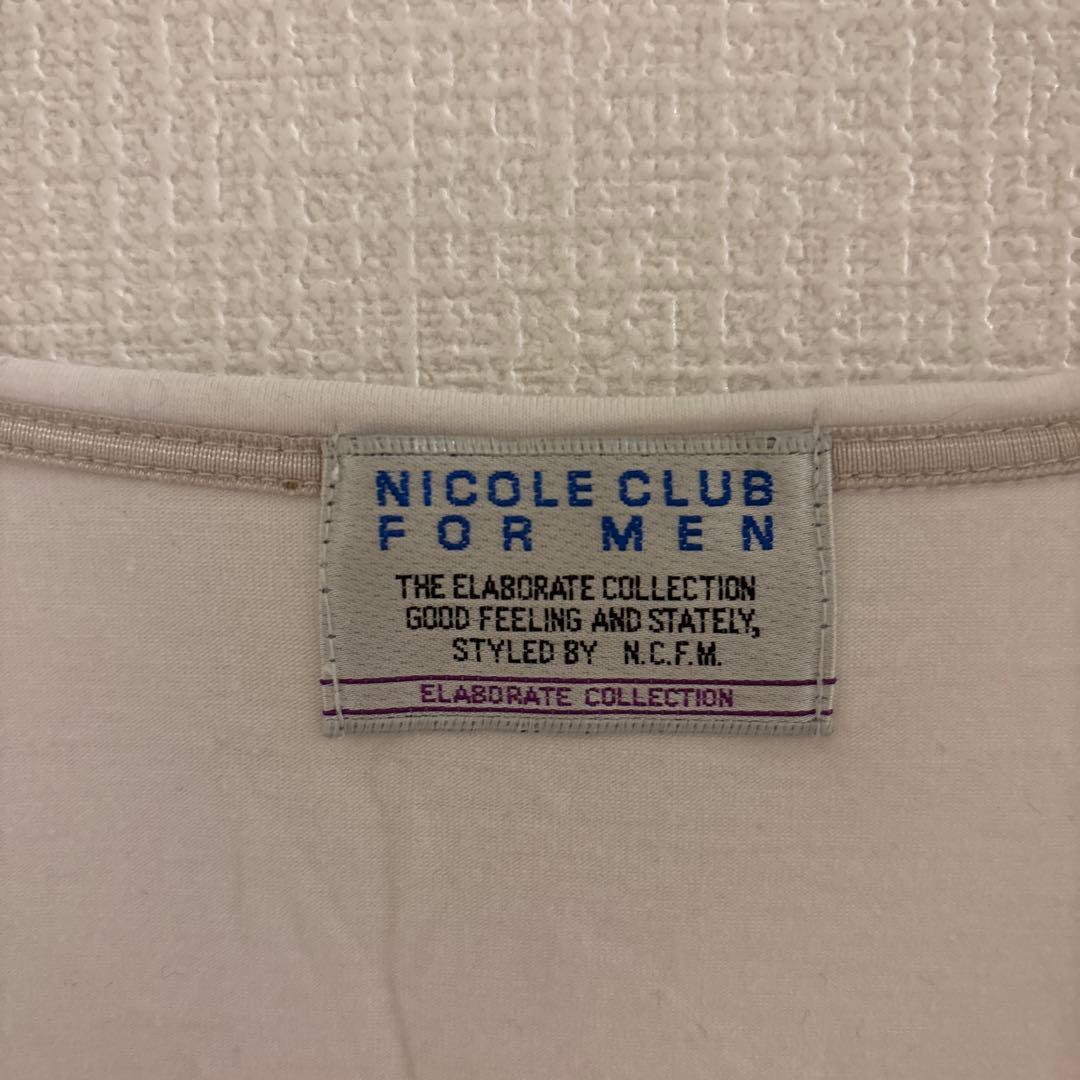 NICOLE CLUB
FOR MEN
THE ELABORATE COLLECTION
GOOD FEELING AND STATELY,
STYLED BY N.C.F.M.
ELABORATE COLLECTION